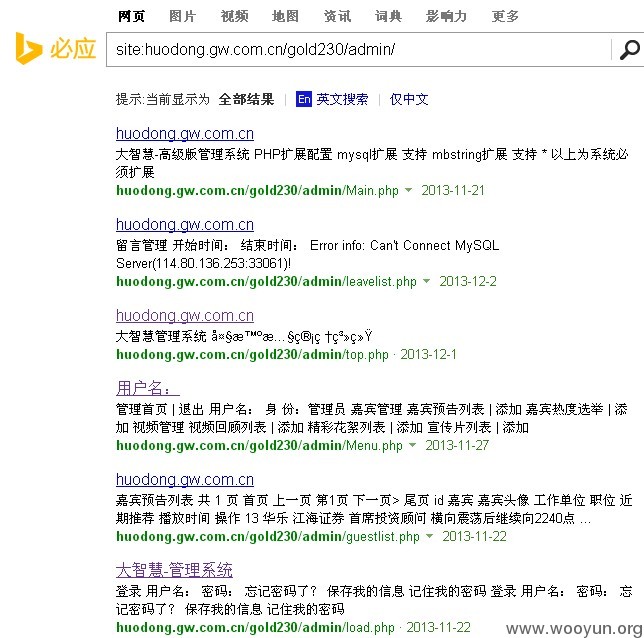 网页 图片 视频 地图 资讯 词典 影响力 更多
必应 site:huodong.gw.com.cn/gold230/admin/
提示:当前显示为 全部结果 | En 英文搜索 | 仅中文
huodong.gw.com.cn
大智慧-高级版管理系统 PHP扩展配置 mysql扩展 支持 mbstring扩展 支持 * 以上为系统必
须扩展
huodong.gw.com.cn/gold230/admin/Main.php 2013-11-21
huodong.gw.com.cn
留言管理 开始时间： 结束时间： Error info: Can't Connect MySQL
Server(114.80.136.253:33061)!
huodong.gw.com.cn/gold230/admin/leavelist.php 2013-12-2
huodong.gw.com.cn
大智慧管理系统 å¤§æ™ºæ…§ç®¡ç †ç³»ç»Ÿ
huodong.gw.com.cn/gold230/admin/top.php · 2013-12-1
用户名：
管理首页 | 退出 用户名： 身 份：管理员 嘉宾管理 嘉宾预告列表 | 添加 嘉宾热度选举 | 添
加 视频管理 视频回顾列表 | 添加 精彩花絮列表 | 添加 宣传片列表 | 添加
huodong.gw.com.cn/gold230/admin/Menu.php 2013-11-27
huodong.gw.com.cn
嘉宾预告列表 共 1 页 首页 上一页 第1页 下一页> 尾页 id 嘉宾 嘉宾头像 工作单位 职位 近
期推荐 播放时间 操作 13 华乐 江海证券 首席投资顾问 横向震荡后继续向2240点 ...
huodong.gw.com.cn/gold230/admin/guestlist.php 2013-11-22
大智慧-管理系统
登录 用户名： 密码： 忘记密码了？ 保存我的信息 记住我的密码 登录 用户名： 密码： 忘
记密码了？ 保存我的信息 记住我的密码
huodong.gw.com.cn/gold230/admin/load.php · 2013-11-22
www.wooyun.org